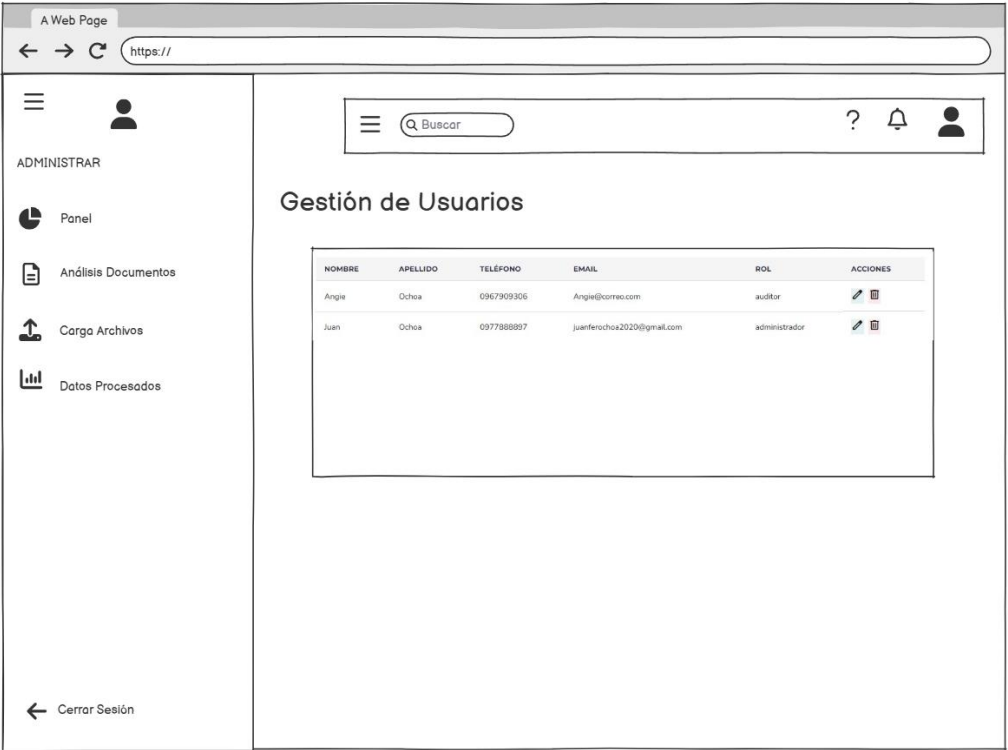 A Web Page
https://
ADMINISTRAR
Panel
Análisis Documentos
Carga Archivos
Datos Procesados
Cerrar Sesión
Buscar
?
Gestión de Usuarios
NOMBRE APELLIDO TELÉFONO EMAIL ROL ACCIONES
Angie Ochoa 0967909306 Angie@correo.com auditor
Juan Ochoa 0977888897 juanferochoa2020@gmail.com administrador